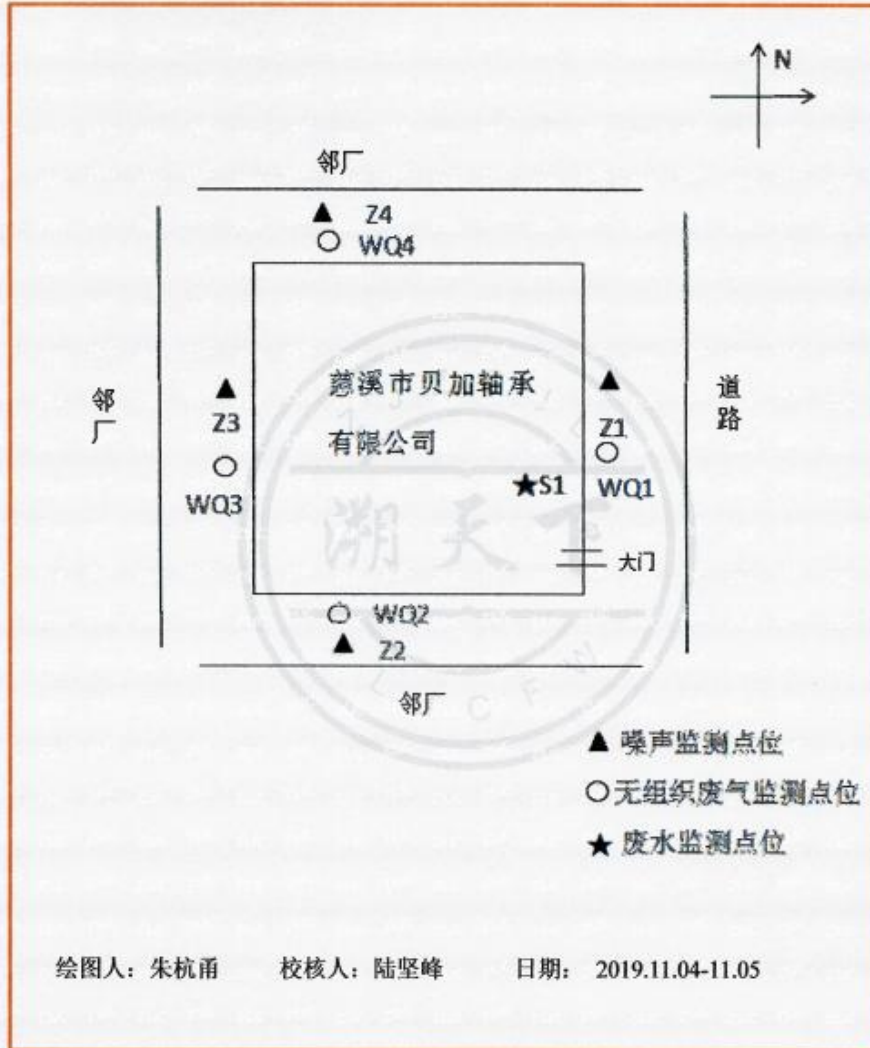 N
邻厂
Z4
WQ4
慈溪市贝加轴承
有限公司
邻厂
道路
Z3
WQ3
Z1
WQ1
S1
溯天下
大门
WQ2
Z2
邻厂
噪声监测点位
无组织废气监测点位
废水监测点位
绘图人：朱杭甬 校核人：陆坚峰 日期： 2019.11.04-11.05